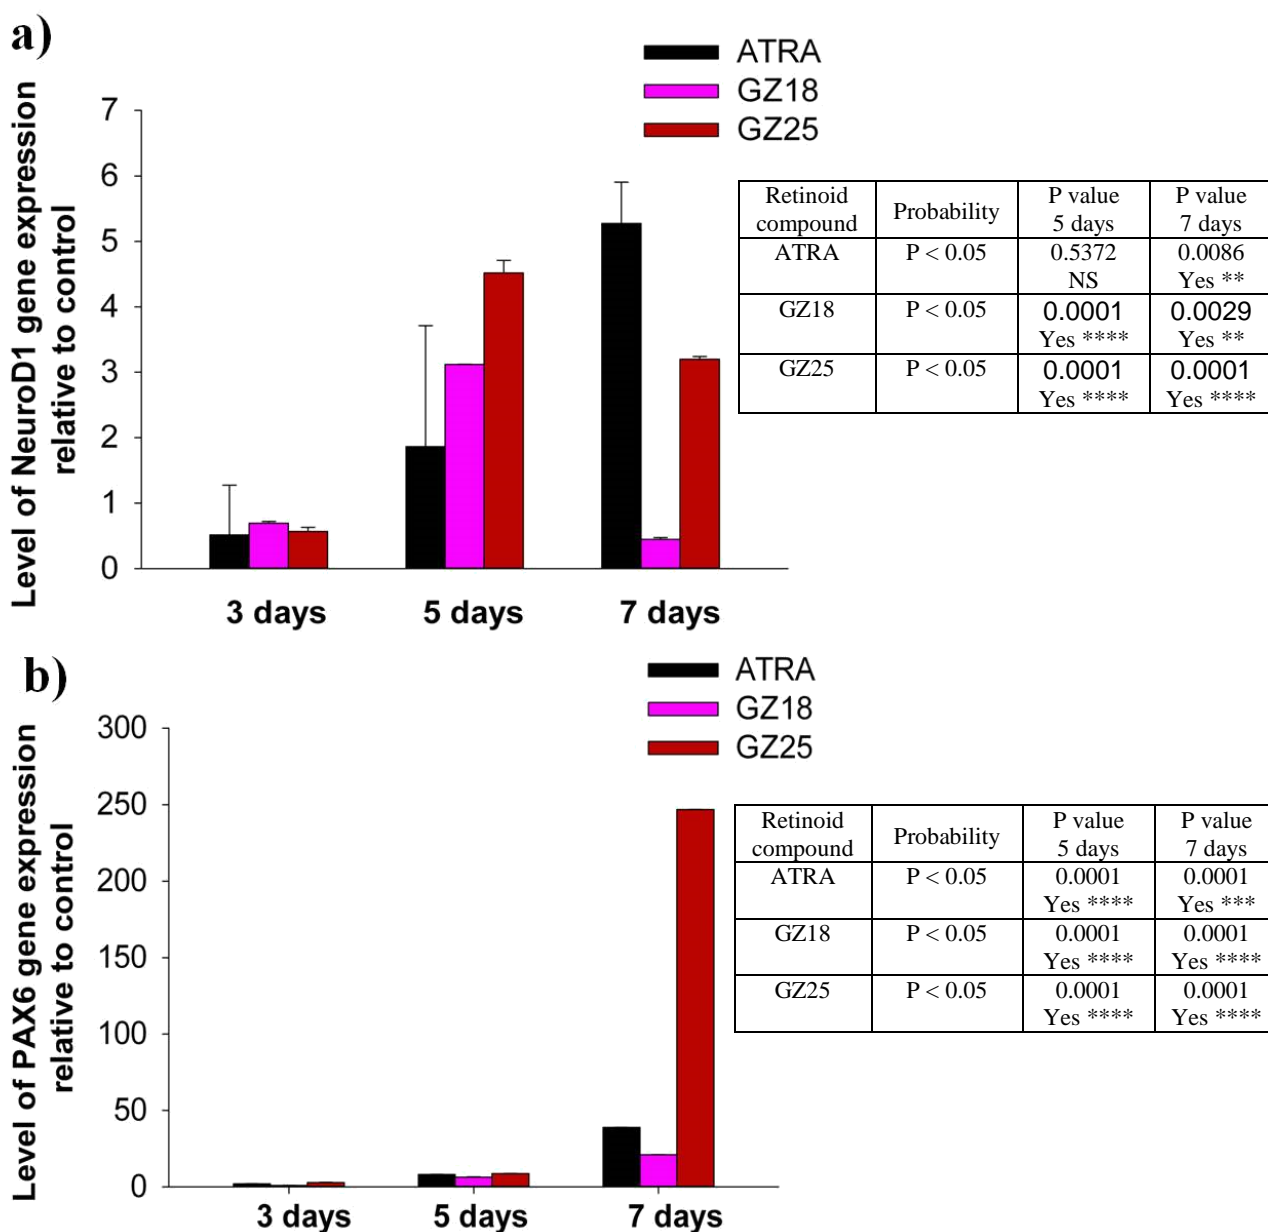 a)
ATRA
GZ18
GZ25
Level of NeuroD1 gene expression
relative to control
7
6
5
4
3
2
1
0
3 days 5 days 7 days
Retinoid compound Probability P value 5 days P value 7 days
ATRA P < 0.05 0.5372 NS 0.0086 Yes **
GZ18 P < 0.05 0.0001 Yes **** 0.0029 Yes **
GZ25 P < 0.05 0.0001 Yes **** 0.0001 Yes ****
b)
ATRA
GZ18
GZ25
Level of PAX6 gene expression
relative to control
300
250
200
150
100
50
0
3 days 5 days 7 days
Retinoid compound Probability P value 5 days P value 7 days
ATRA P < 0.05 0.0001 Yes **** 0.0001 Yes ***
GZ18 P < 0.05 0.0001 Yes **** 0.0001 Yes ****
GZ25 P < 0.05 0.0001 Yes **** 0.0001 Yes ****